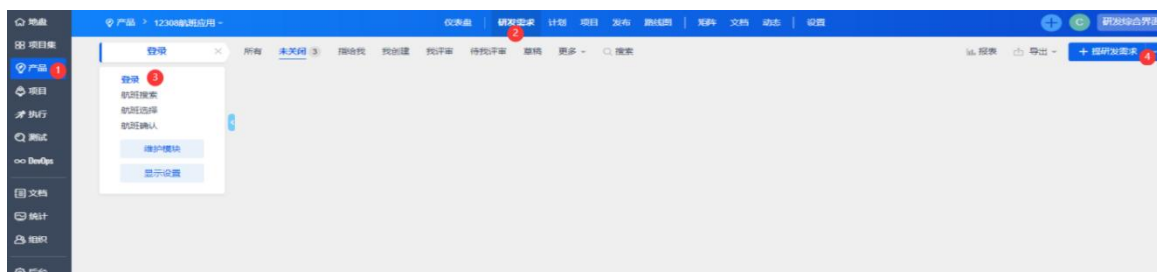 地盘
产品 > 12308航班应用
仪表盘 研发需求 计划 项目 发布 路线图 矩阵 文档 动态 设置
2
C 研发综合界面
项目集
登录 ×
所有 未关闭 3 指给我 我创建 我评审 待我评审 草稿 更多 搜索
报表 导出 + 提研发需求 4
产品 1
登录 3
项目
航班搜索
执行
航班选择
航班确认
测试
维护模块
DevOps
显示设置
文档
统计
组织
后台